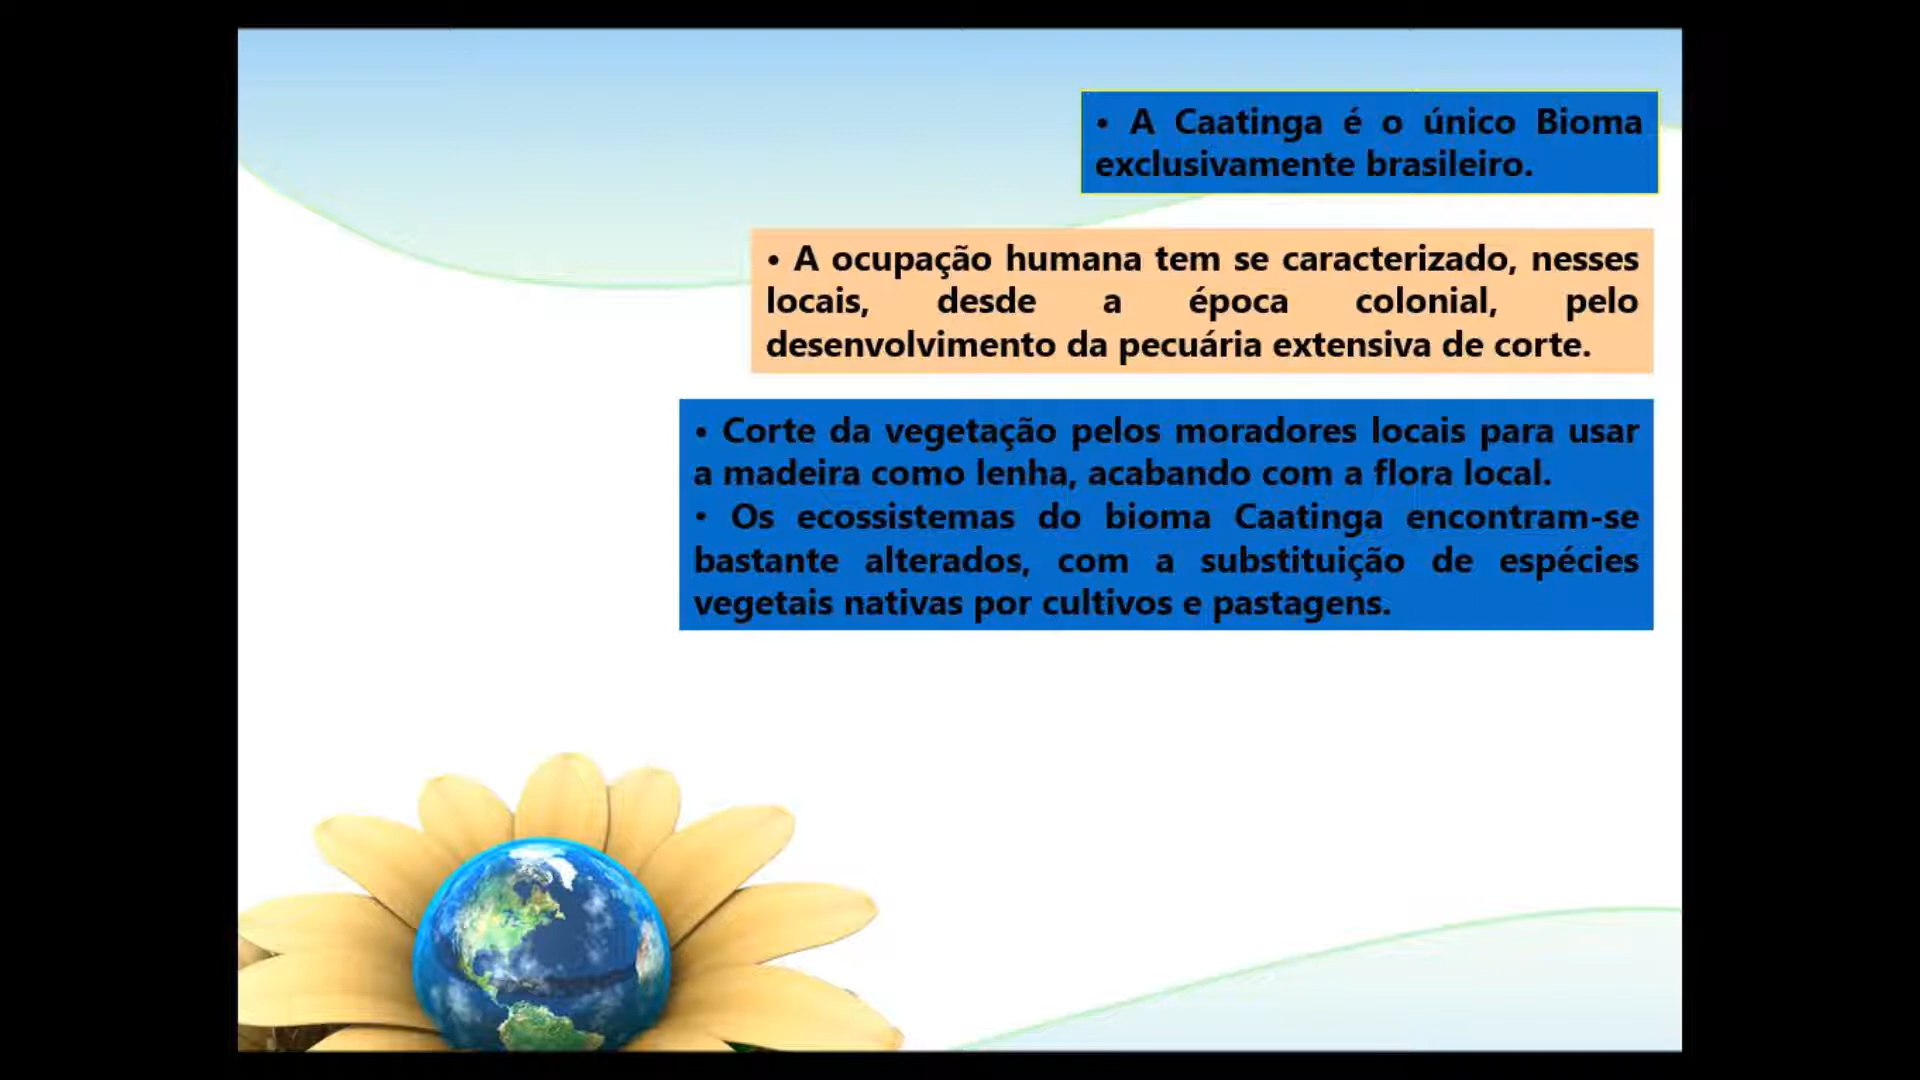 • A Caatinga é o único Bioma
exclusivamente brasileiro.
• A ocupação humana tem se caracterizado, nesses
locais, desde a época colonial, pelo
desenvolvimento da pecuária extensiva de corte.
• Corte da vegetação pelos moradores locais para usar
a madeira como lenha, acabando com a flora local.
• Os ecossistemas do bioma Caatinga encontram-se
bastante alterados, com a substituição de espécies
vegetais nativas por cultivos e pastagens.